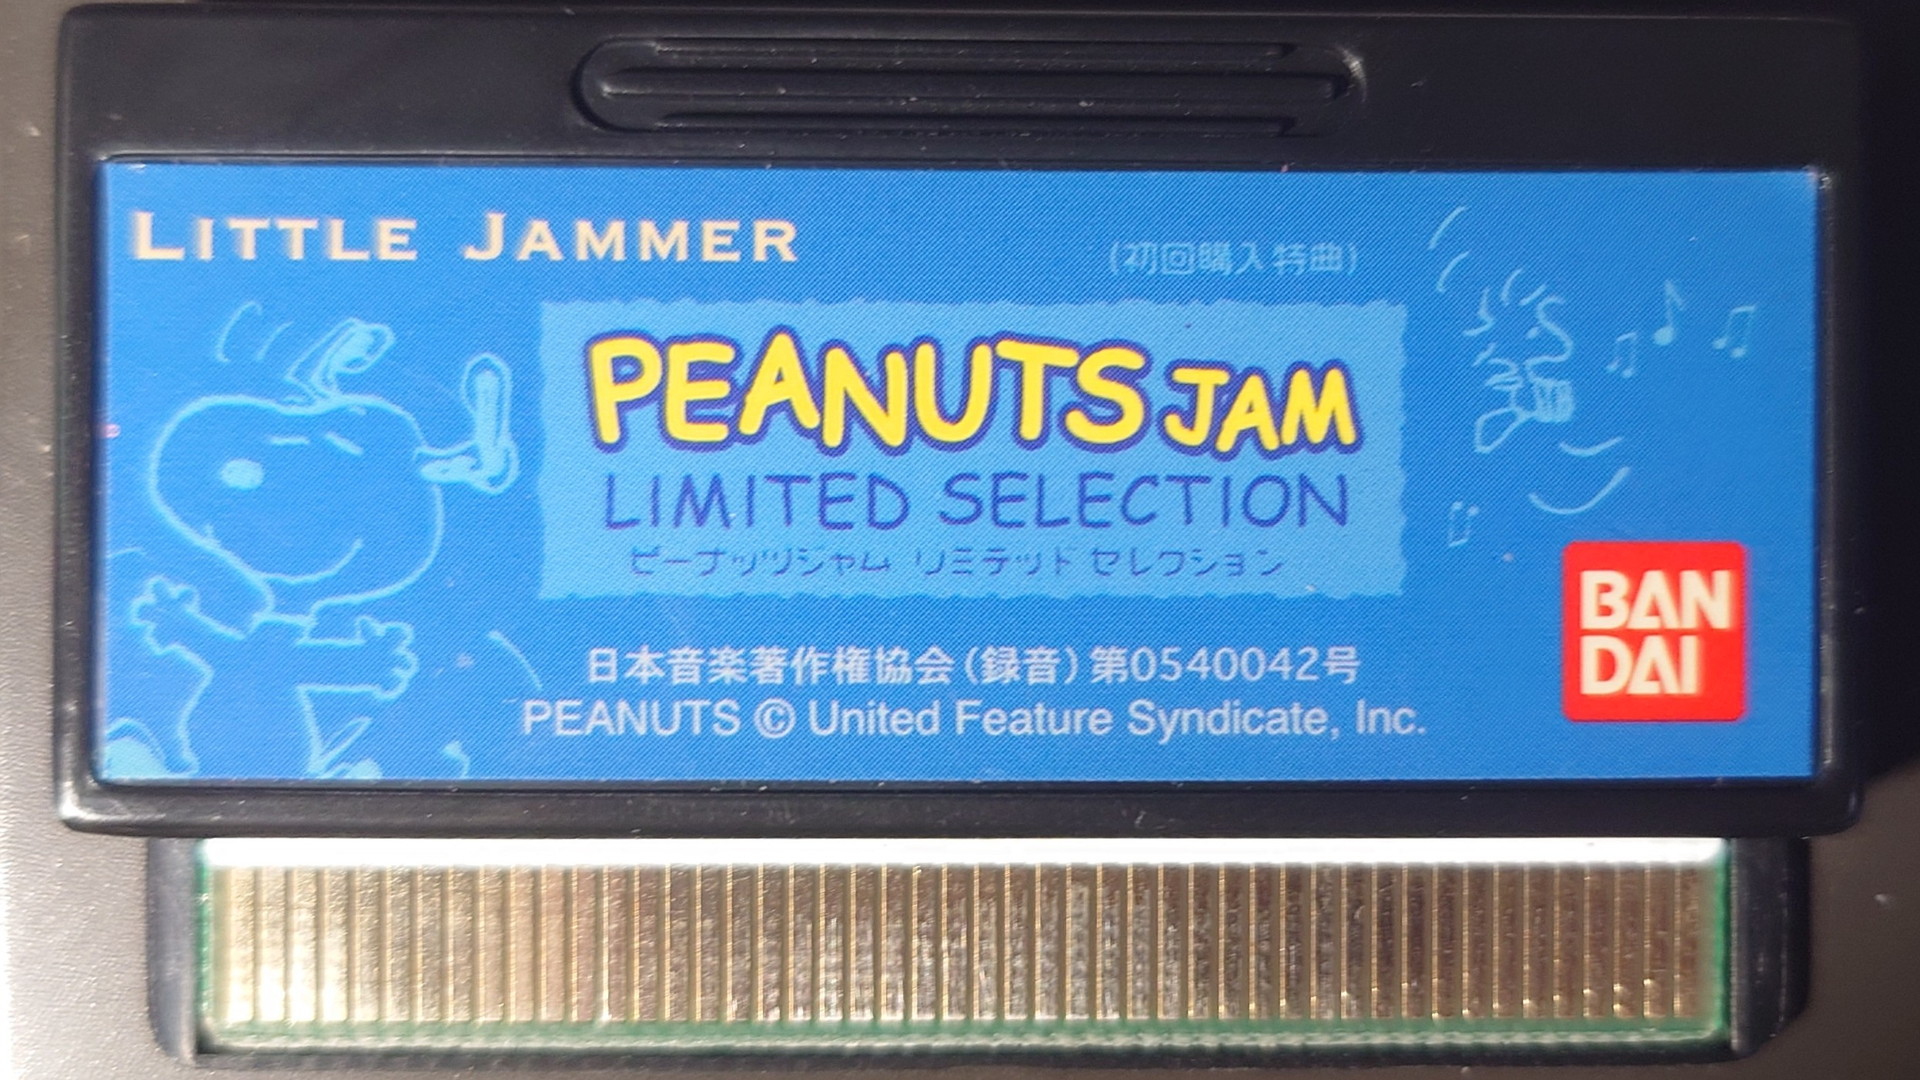 LITTLE JAMMER
(初回購入特典)
PEANUTS JAM
LIMITED SELECTION
ピーナッツジャム リミテッド セレクション
日本音楽著作権協会(録音)第0540042号
PEANUTS © United Feature Syndicate, Inc.
BAN
DAI